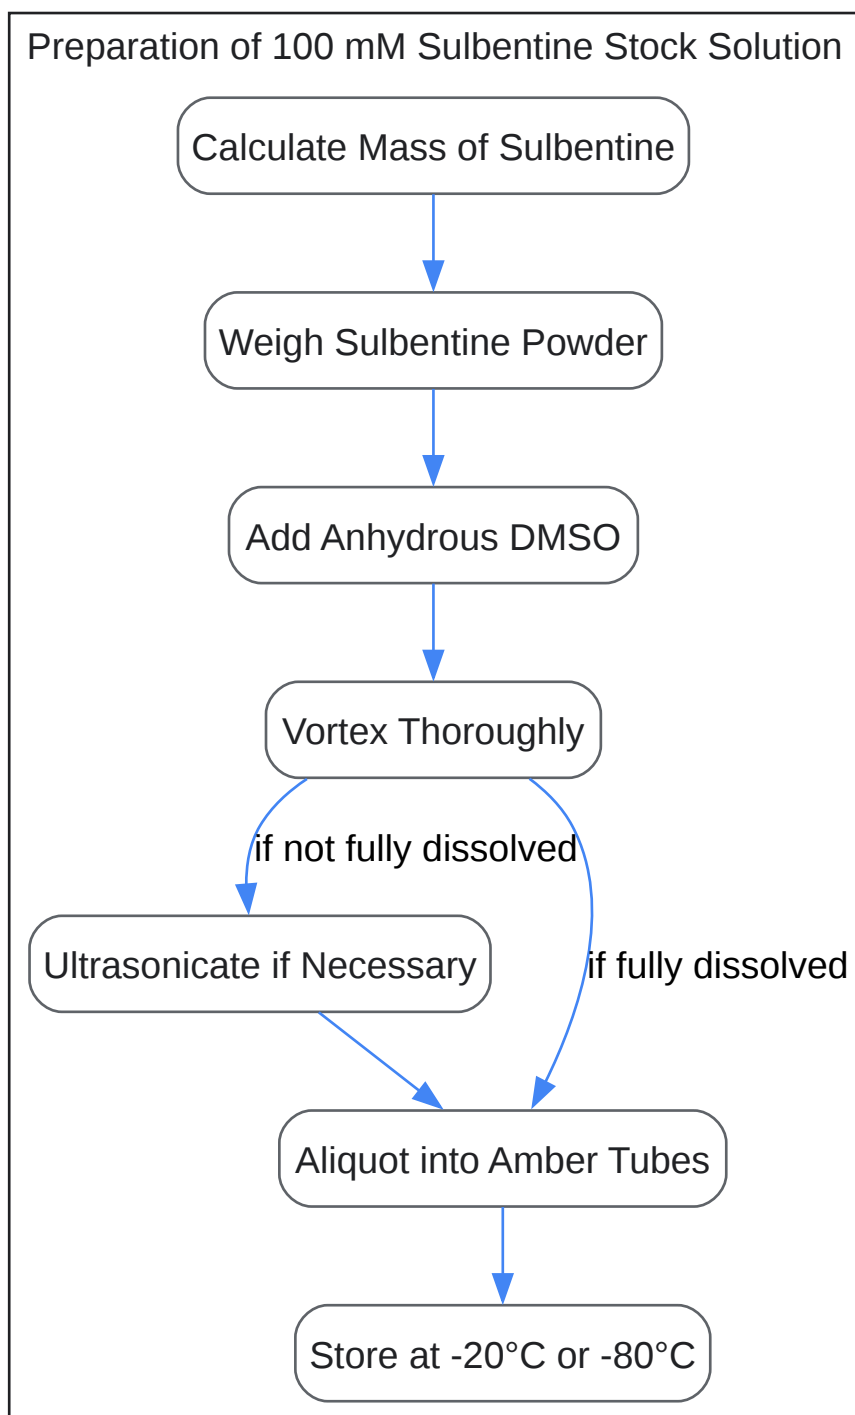 Preparation of 100 mM Sulbentine Stock Solution
Calculate Mass of Sulbentine
Weigh Sulbentine Powder
Add Anhydrous DMSO
Vortex Thoroughly
if not fully dissolved
Ultrasonicate if Necessary
if fully dissolved
Aliquot into Amber Tubes
Store at -20°C or -80°C